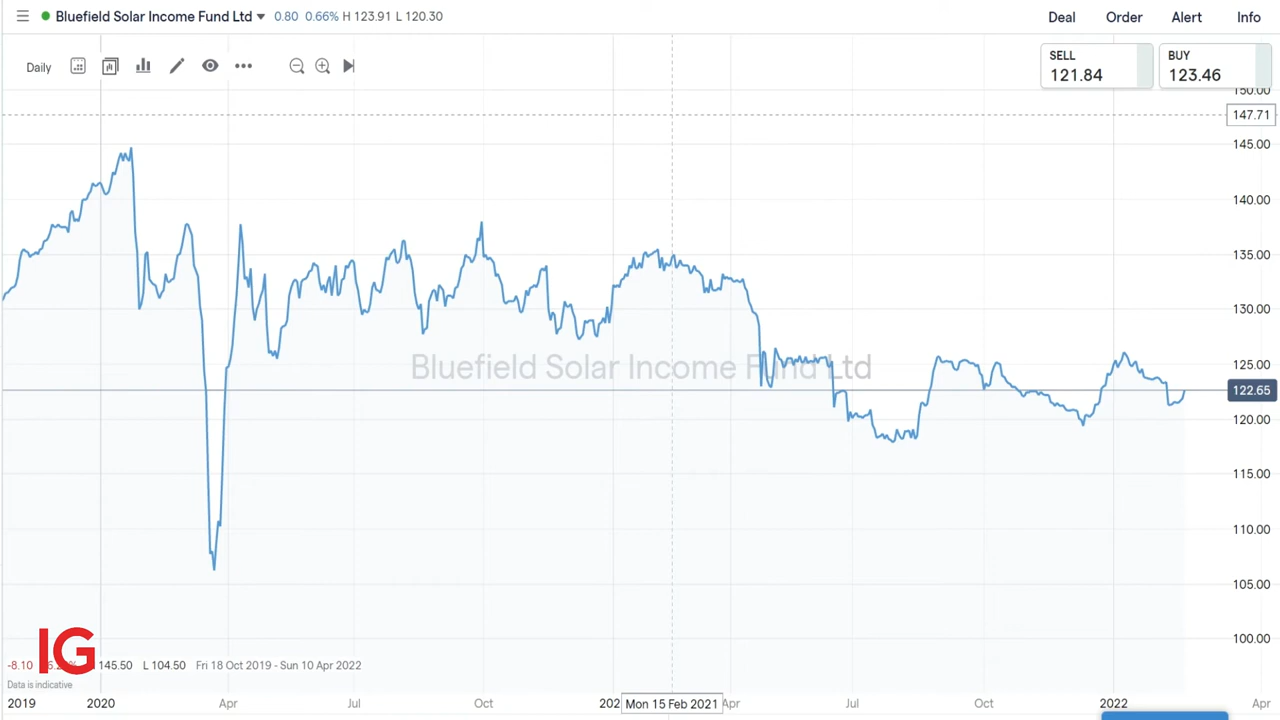 Bluefield Solar Income Fund Ltd 0.80 0.66% H 123.91 L 120.30
Deal Order Alert Info
Daily
SELL
121.84
BUY
123.46
150.00
147.71
145.00
140.00
135.00
130.00
125.00
Bluefield Solar Income Fund Ltd
122.65
120.00
115.00
110.00
105.00
100.00
IG
-8.10 145.50 L 104.50 Fri 18 Oct 2019 - Sun 10 Apr 2022
Data is indicative
2019 2020 Apr Jul Oct 202 Mon 15 Feb 2021 Apr Jul Oct 2022 Apr